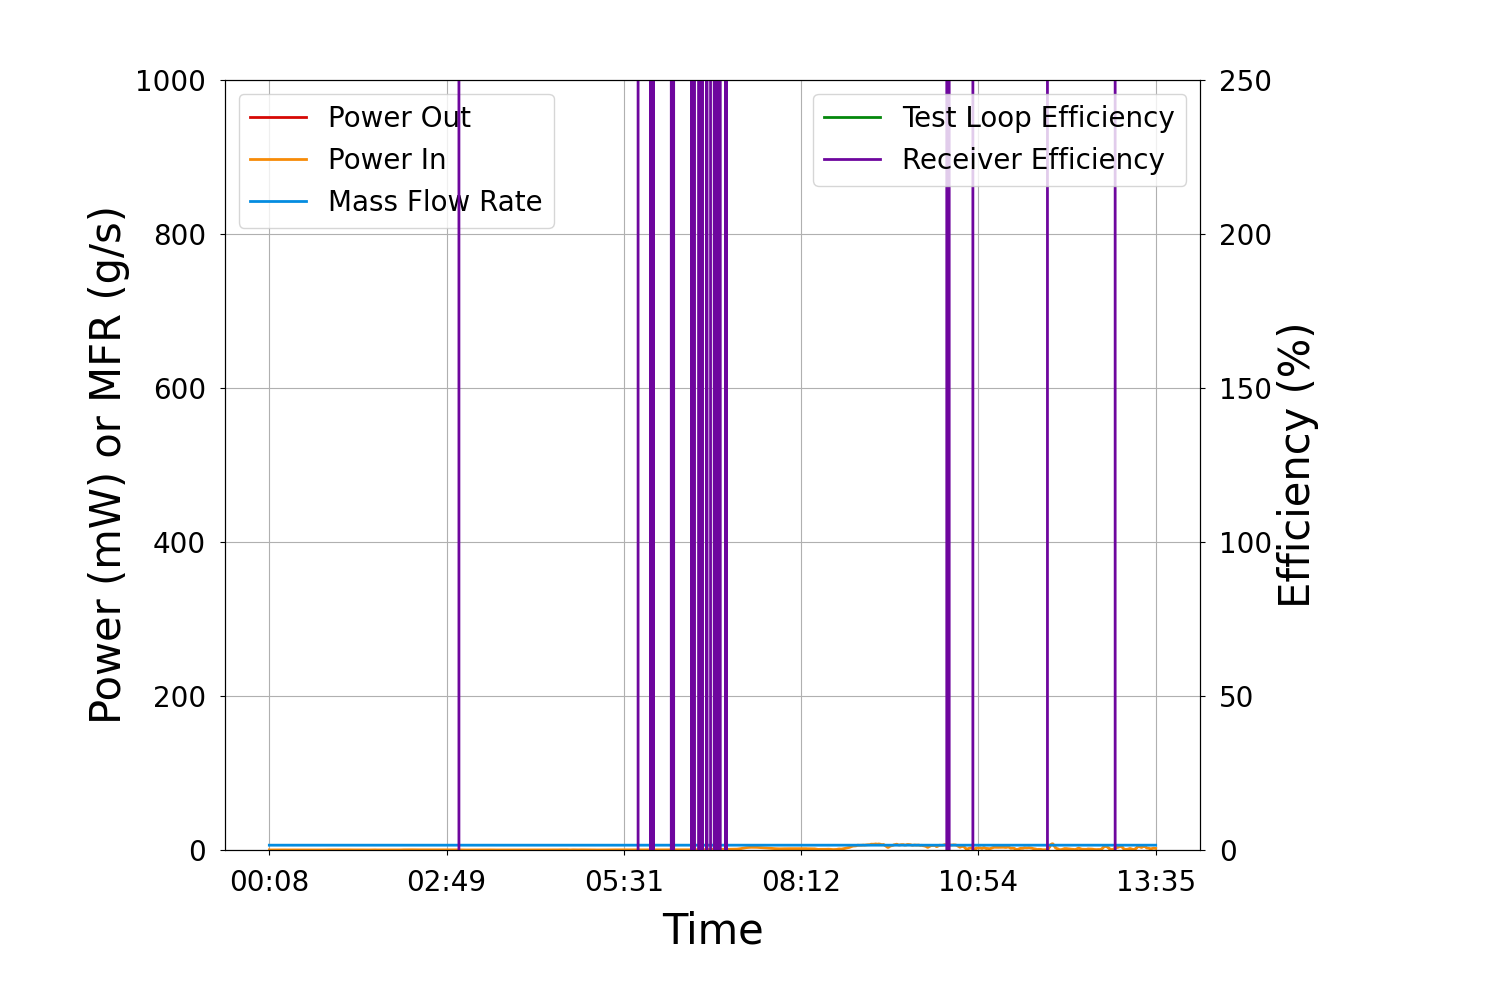 1000
800
600
400
200
0
Power (mW) or MFR (g/s)
Power Out
Power In
Mass Flow Rate
Test Loop Efficiency
Receiver Efficiency
250
200
150
100
50
0
Efficiency (%)
00:08 02:49 05:31 08:12 10:54 13:35
Time